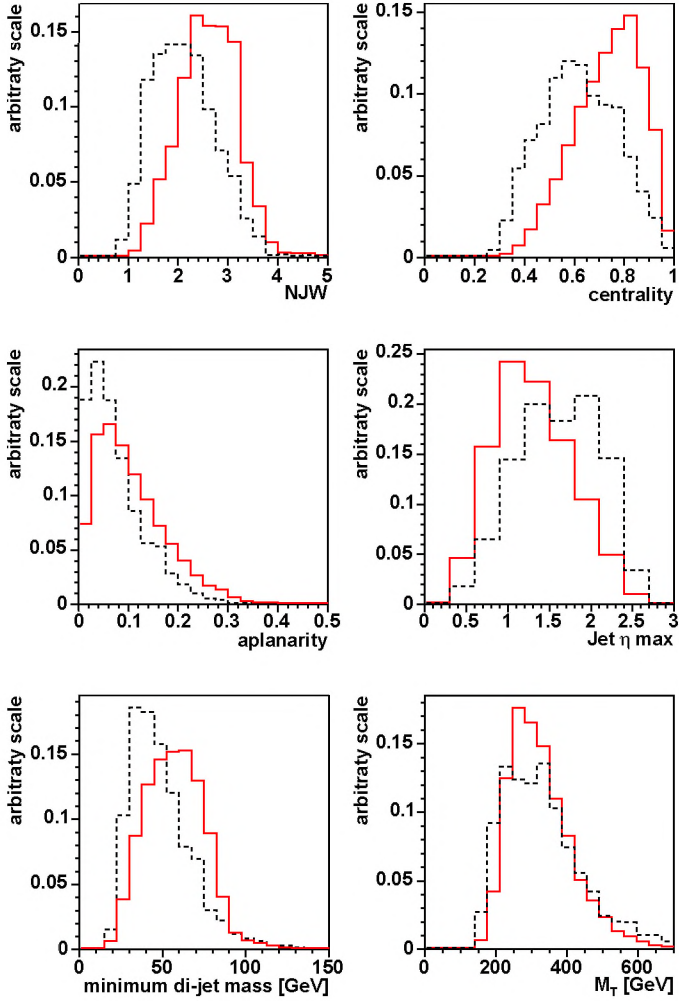 arbitraty scale
0.15
0.1
0.05
0
0 1 2 3 4 5
NJW
arbitraty scale
0.15
0.1
0.05
0
0 0.2 0.4 0.6 0.8 1
centrality
arbitraty scale
0.2
0.15
0.1
0.05
0
0 0.1 0.2 0.3 0.4 0.5
aplanarity
arbitraty scale
0.25
0.2
0.15
0.1
0.05
0
0 0.5 1 1.5 2 2.5 3
Jet η max
arbitraty scale
0.15
0.1
0.05
0
0 50 100 150
minimum di-jet mass [GeV]
arbitraty scale
0.15
0.1
0.05
0
0 200 400 600
M_T [GeV]